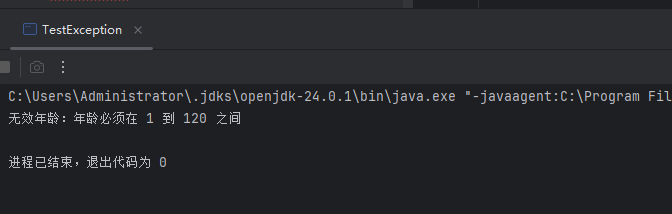 TestException
C:\Users\Administrator\.jdks\openjdk-24.0.1\bin\java.exe "-javaagent:C:\Program Fil
无效年龄：年龄必须在 1 到 120 之间
进程已结束，退出代码为 0